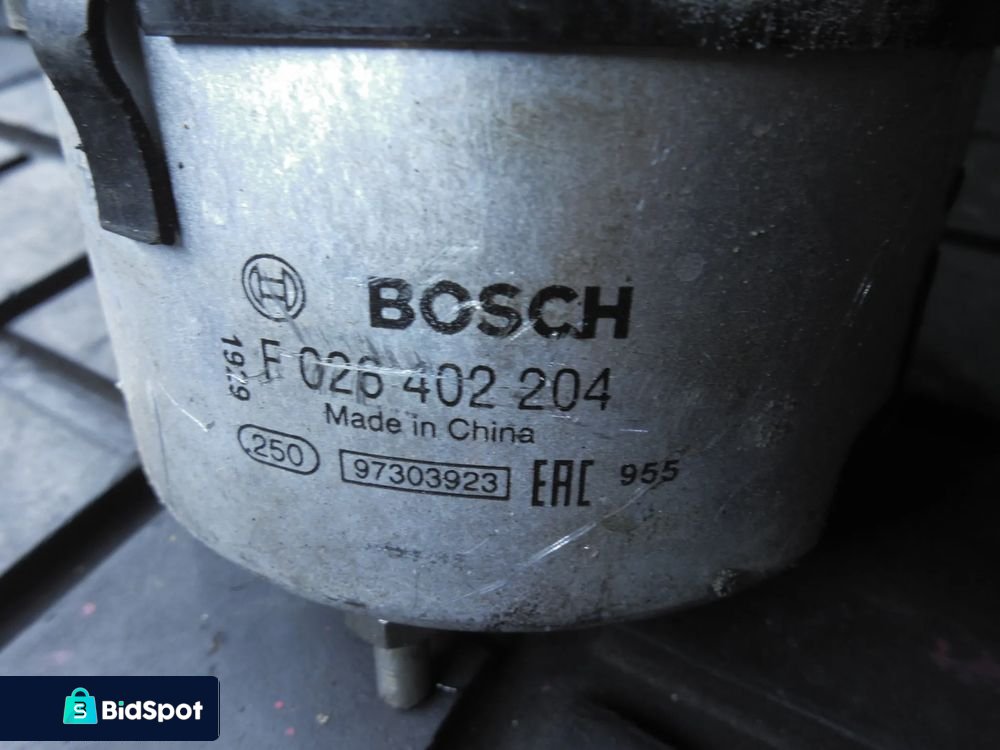 BOSCH
1929
F 026 402 204
Made in China
250
97303923
EAC 955
BidSpot